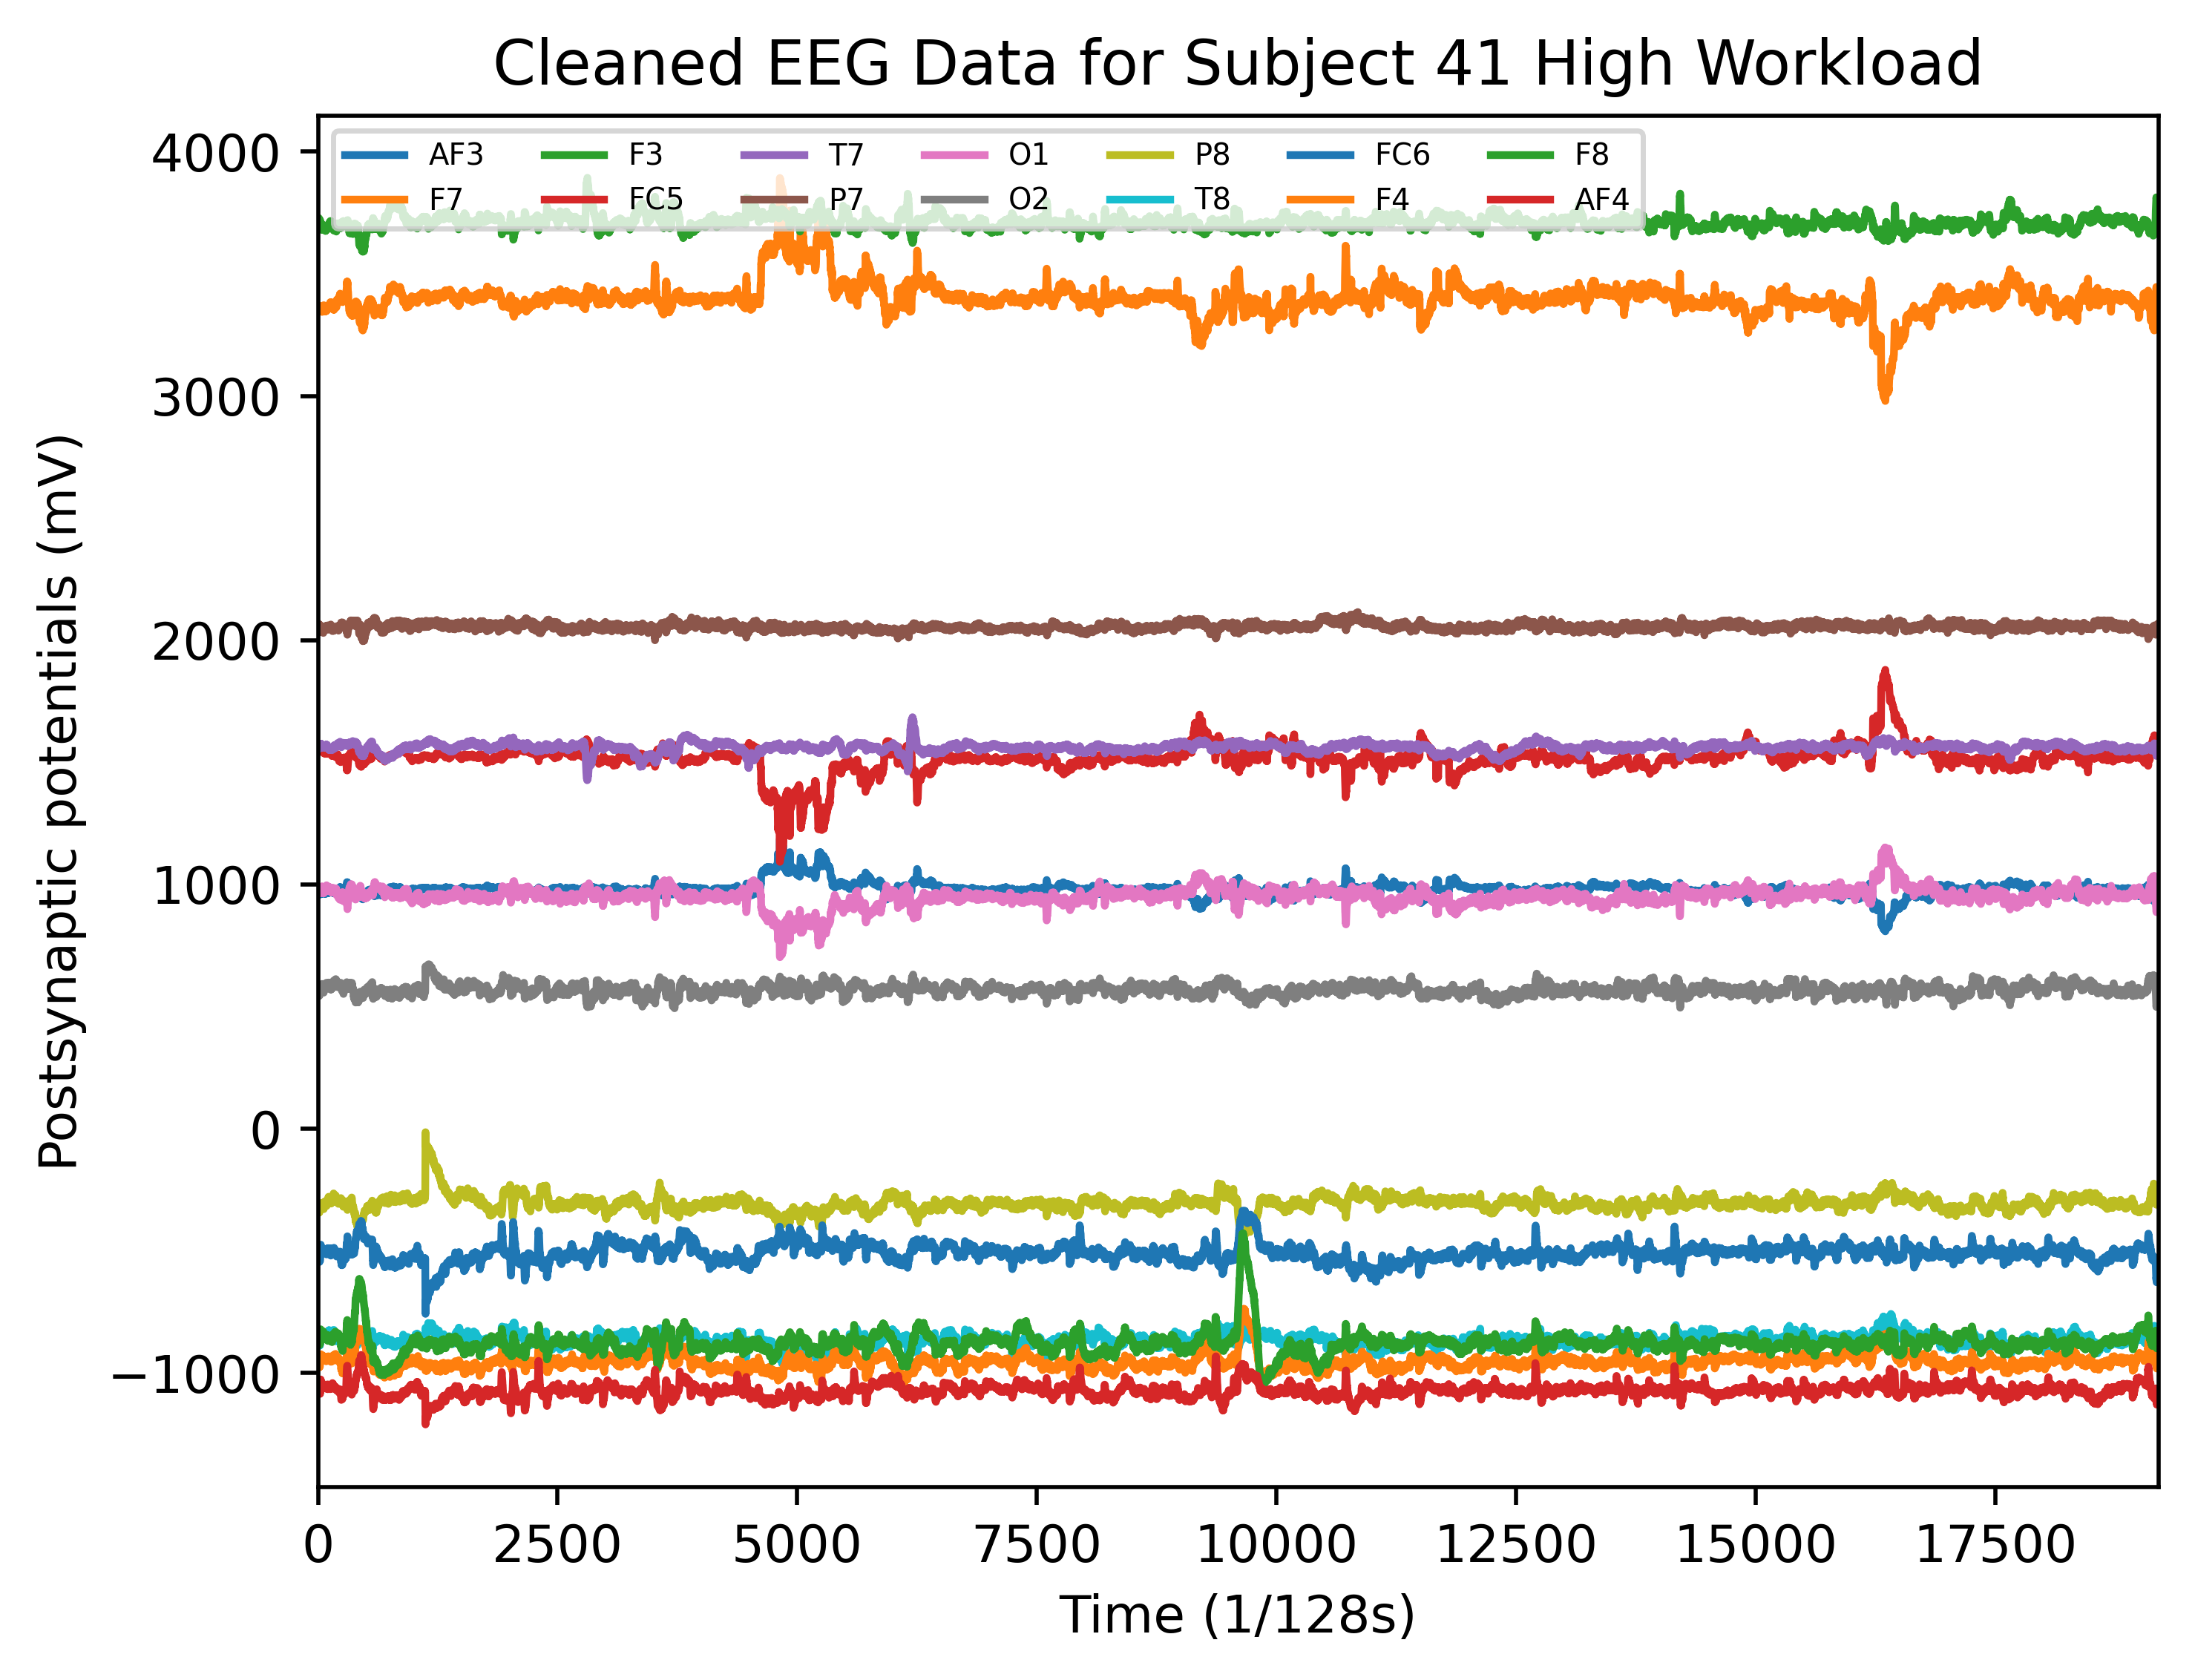 Cleaned EEG Data for Subject 41 High Workload
AF3 F3 T7 O1 P8 FC6 F8
F7 FC5 P7 O2 T8 F4 AF4
4000
3000
2000
1000
0
−1000
Postsynaptic potentials (mV)
0 2500 5000 7500 10000 12500 15000 17500
Time (1/128s)